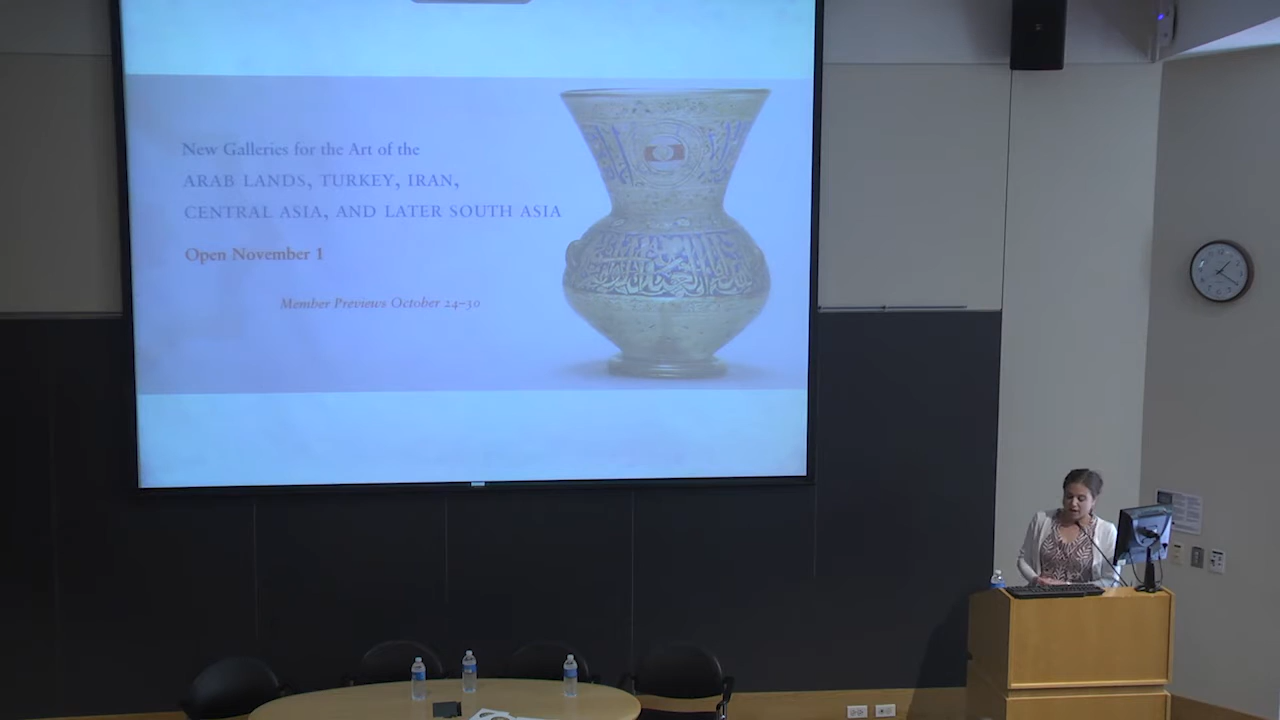 New Galleries for the Art of the
ARAB LANDS, TURKEY, IRAN,
CENTRAL ASIA, AND LATER SOUTH ASIA
Open November 1
Member Previews October 24–30